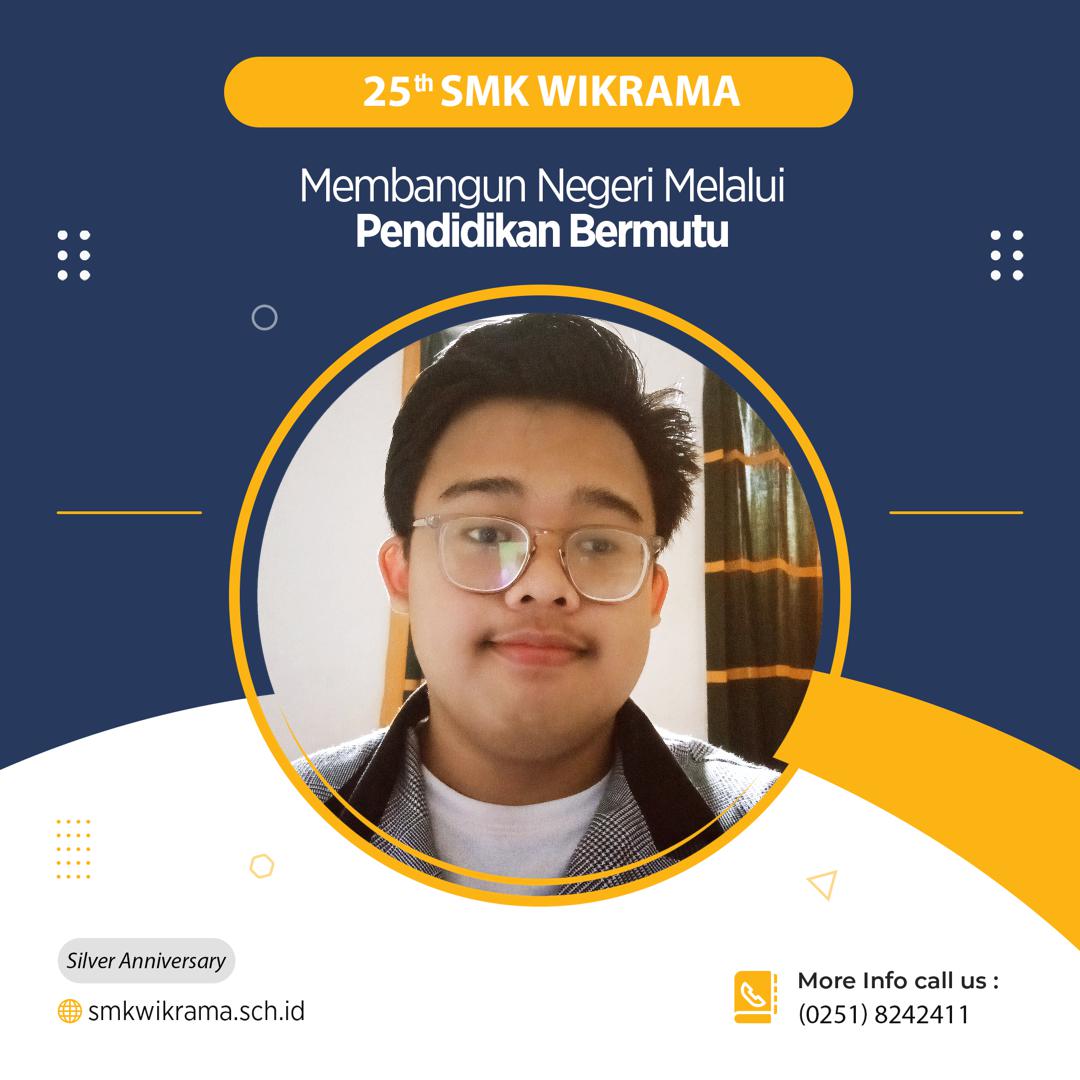 25th SMK WIKRAMA
Membangun Negeri Melalui
Pendidikan Bermutu
Silver Anniversary
smkwikrama.sch.id
More Info call us :
(0251) 8242411